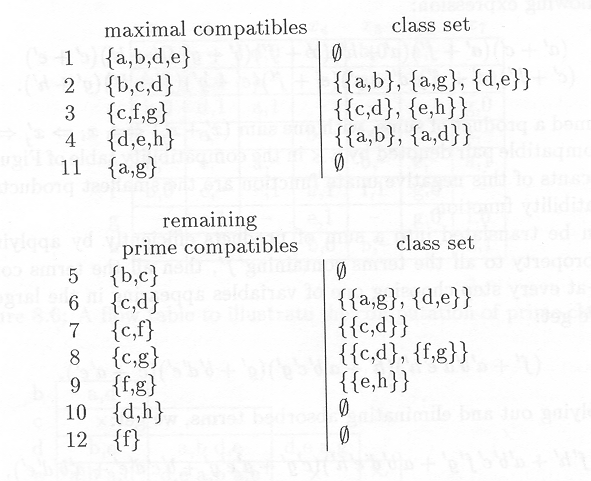 maximal compatibles class set
1 {a,b,d,e} ∅
2 {b,c,d} {{a,b}, {a,g}, {d,e}}
3 {c,f,g} {{c,d}, {e,h}}
4 {d,e,h} {{a,b}, {a,d}}
11 {a,g} ∅
remaining
prime compatibles class set
5 {b,c} ∅
6 {c,d} {{a,g}, {d,e}}
7 {c,f} {{c,d}}
8 {c,g} {{c,d}, {f,g}}
9 {f,g} {{e,h}}
10 {d,h} ∅
12 {f} ∅